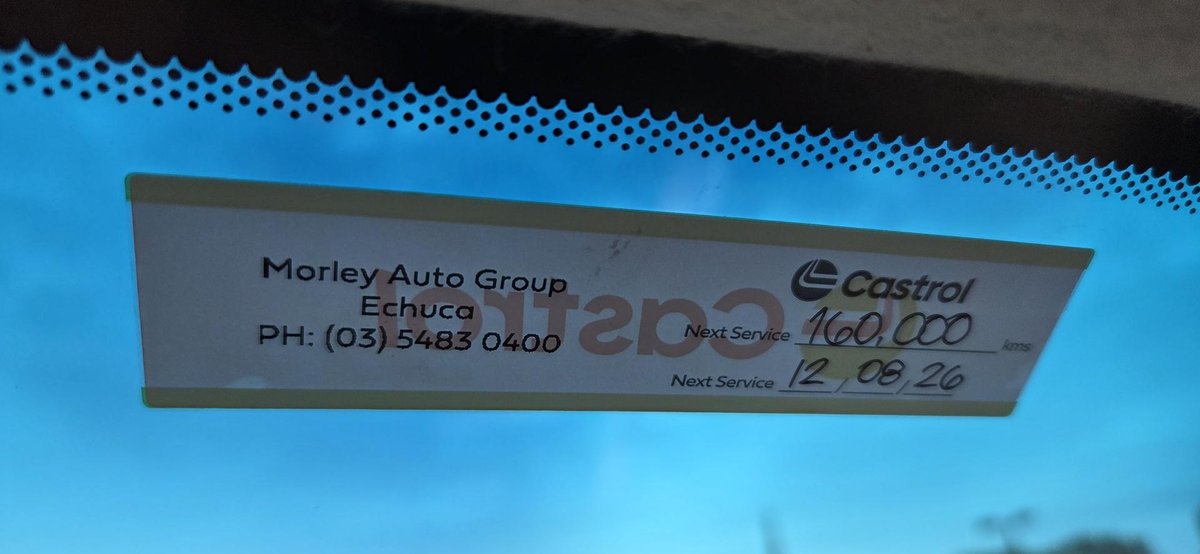 Morley Auto Group
Echuca
PH: (03) 5483 0400
Castrol
Next Service 160,000 kms
Next Service 12, 08, 26
Castrol